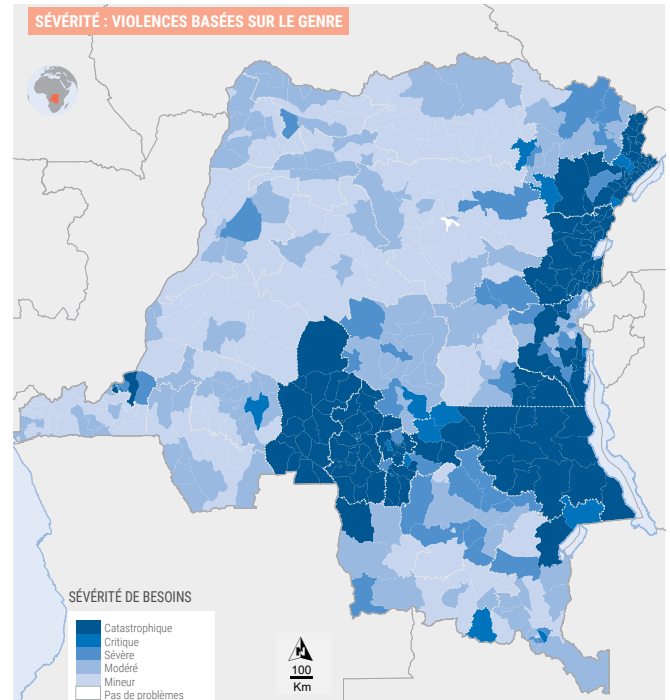 SÉVÉRITÉ : VIOLENCES BASÉES SUR LE GENRE
SÉVÉRITÉ DE BESOINS
Catastrophique
Critique
Sévère
Modéré
Mineur
Pas de problèmes
N
100
Km